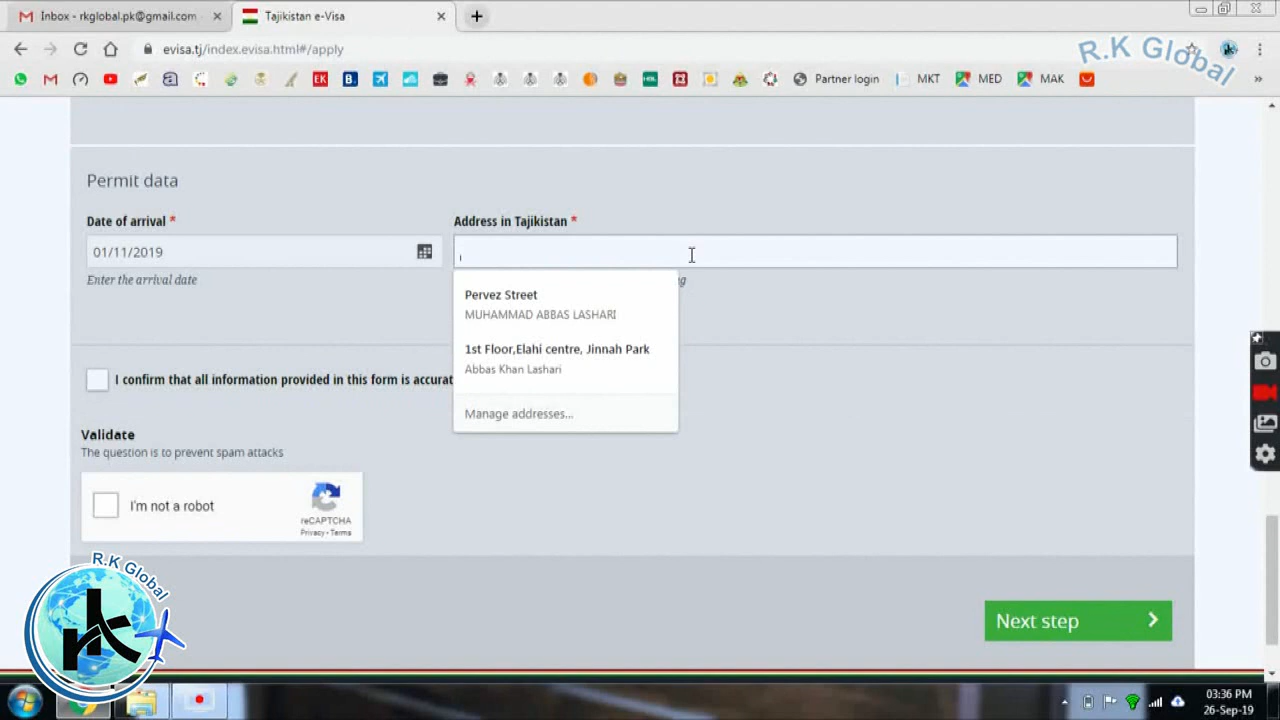 Inbox - rkglobal.pk@gmail.com
Tajikistan e-Visa
evisa.tj/index.evisa.html#/apply
R.K Global
EK
B.
HBL
Partner login
MKT
MED
MAK
Permit data
Date of arrival *
Address in Tajikistan *
01/11/2019
Enter the arrival date
Pervez Street
MUHAMMAD ABBAS LASHARI
1st Floor,Elahi centre, Jinnah Park
Abbas Khan Lashari
Manage addresses...
I confirm that all information provided in this form is accurat
Validate
The question is to prevent spam attacks
I'm not a robot
reCAPTCHA
Privacy - Terms
R.K Global
rk
Next step
03:36 PM
26-Sep-19